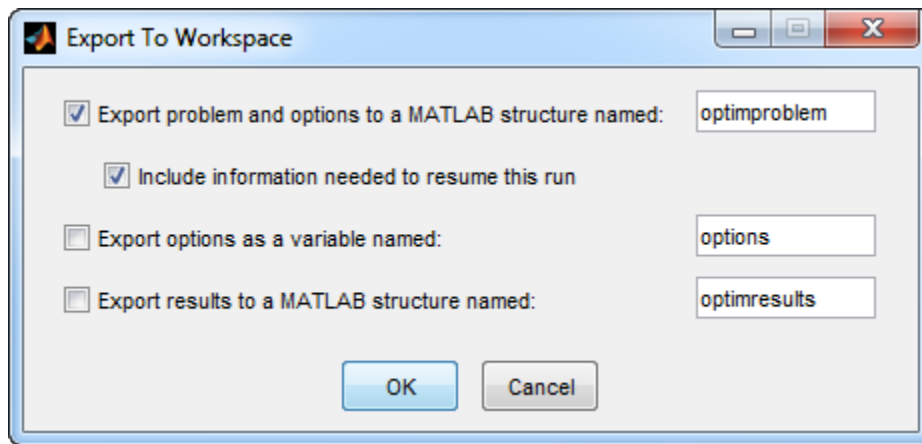 Export To Workspace
Export problem and options to a MATLAB structure named: optimproblem
Include information needed to resume this run
Export options as a variable named: options
Export results to a MATLAB structure named: optimresults
OK Cancel